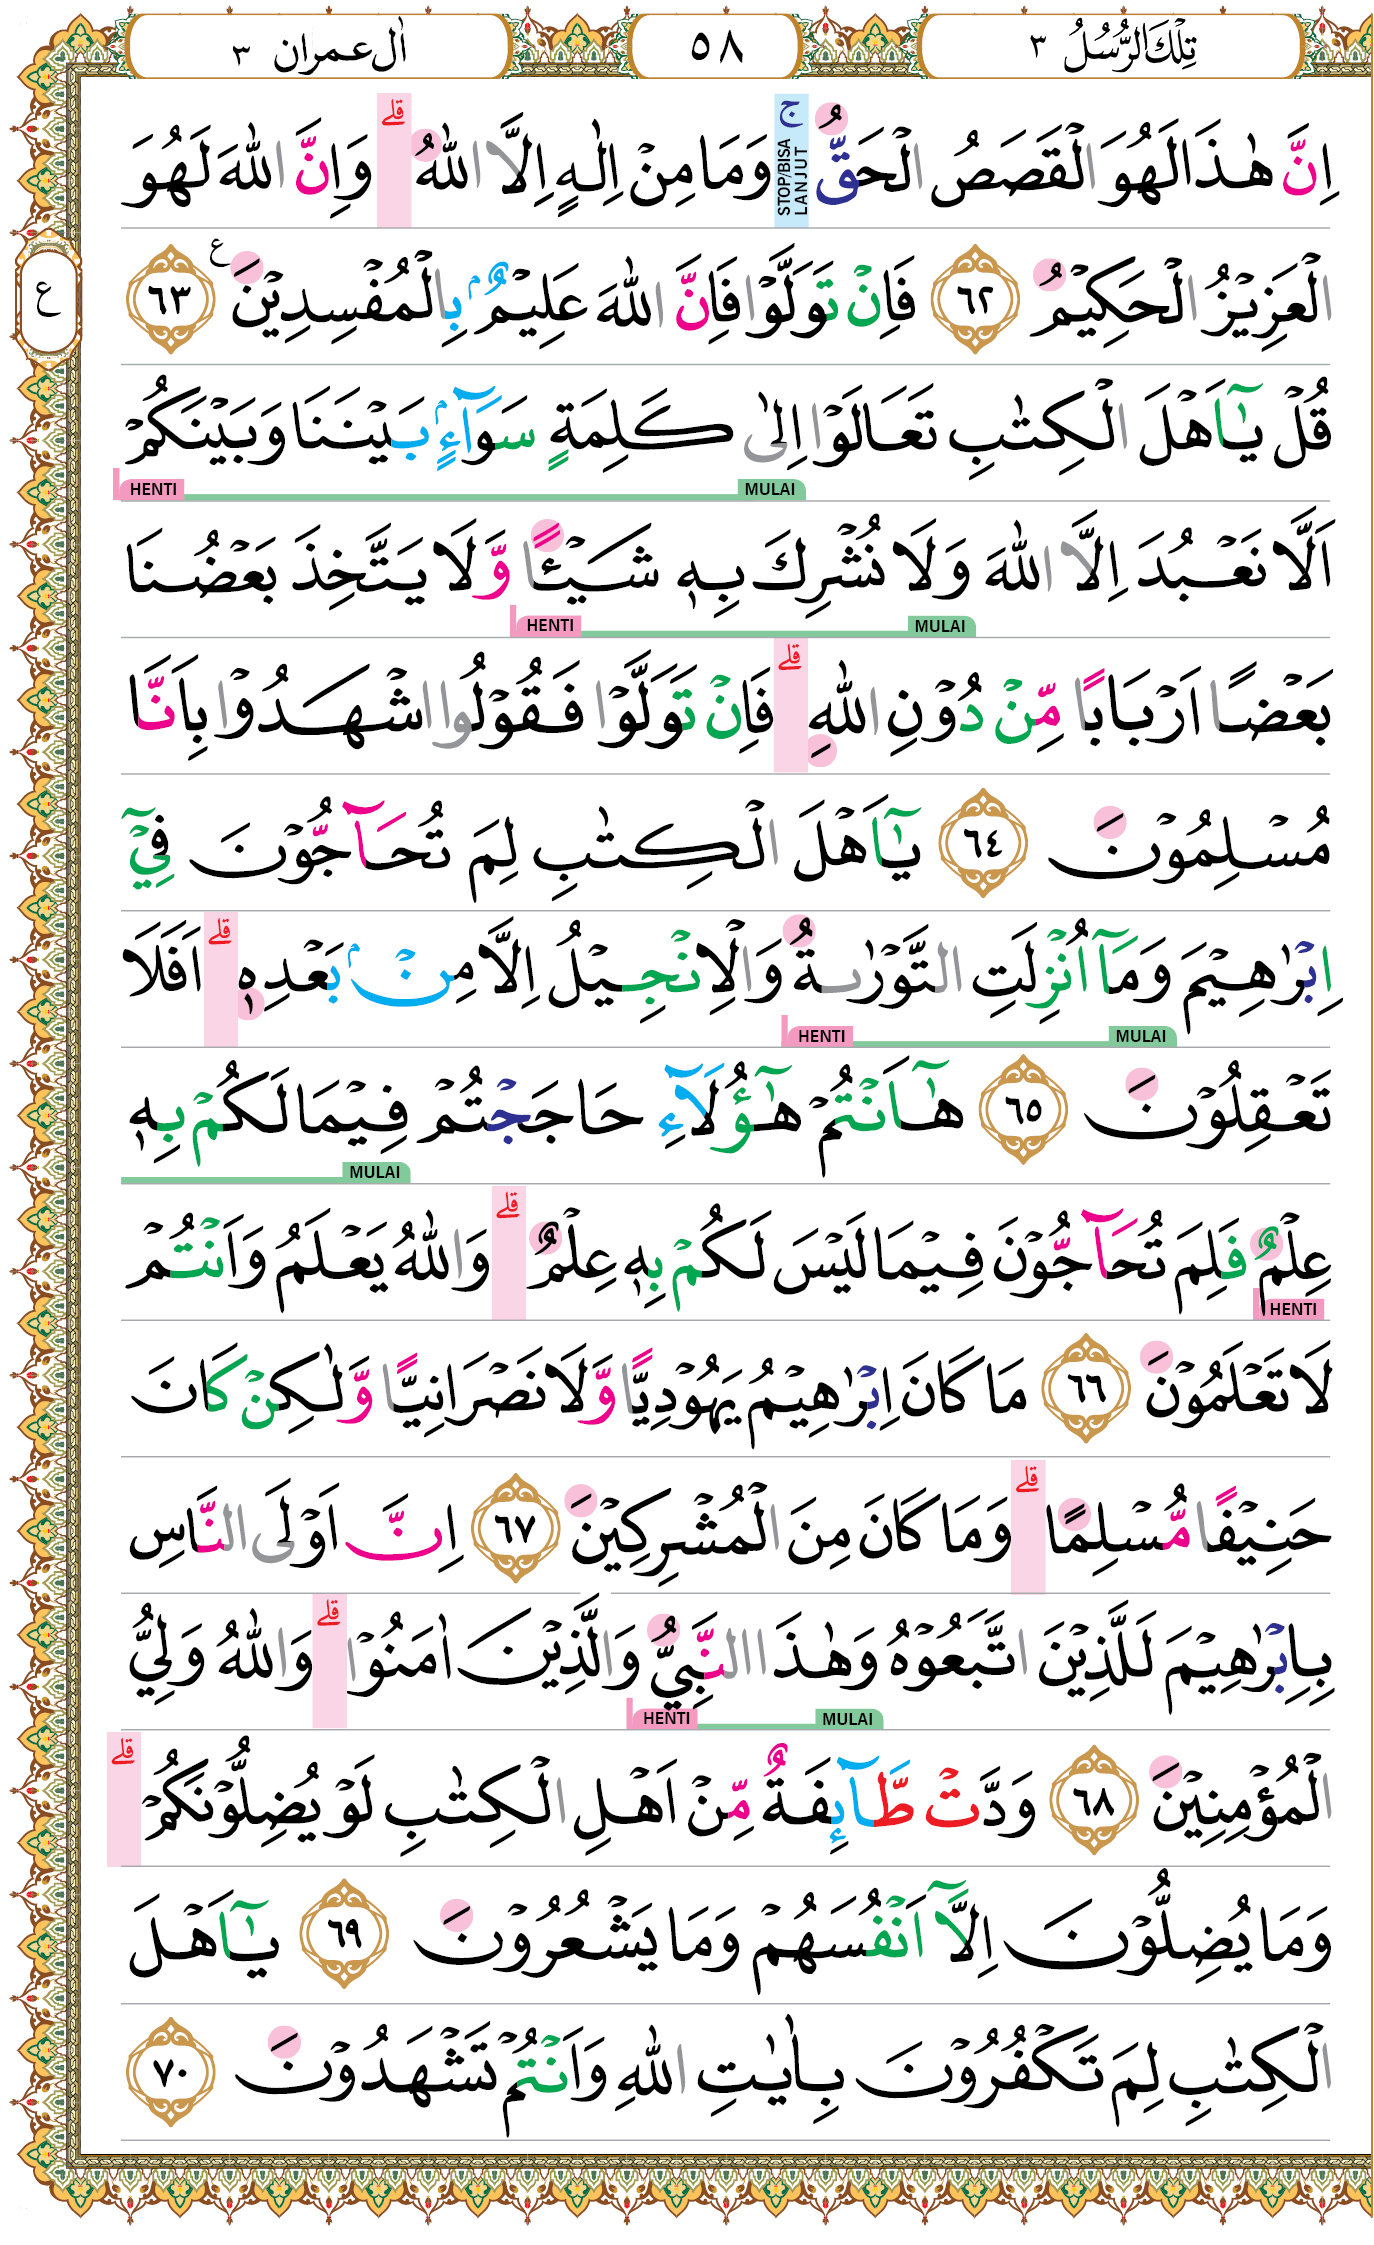 تِلْكَ الرُّسُلُ ٣
٥٨
اٰل عمران ٣
اِنَّ هٰذَا لَهُوَ الْقَصَصُ الْحَقُّ ۚ وَمَا مِنْ اِلٰهٍ اِلَّا اللّٰهُ ۗ وَاِنَّ اللّٰهَ لَهُوَ
ج
STOP/BISA LANJUT
قلے
الْعَزِيْزُ الْحَكِيْمُ ٦٢ فَاِنْ تَوَلَّوْا فَاِنَّ اللّٰهَ عَلِيْمٌۢ بِالْمُفْسِدِيْنَ ࣖ ٦٣
ع
قُلْ يٰٓاَهْلَ الْكِتٰبِ تَعَالَوْا اِلٰى كَلِمَةٍ سَوَاۤءٍۢ بَيْنَنَا وَبَيْنَكُمْ
MULAI HENTI
اَلَّا نَعْبُدَ اِلَّا اللّٰهَ وَلَا نُشْرِكَ بِهٖ شَيْـًٔا وَّلَا يَتَّخِذَ بَعْضُنَا
MULAI HENTI
بَعْضًا اَرْبَابًا مِّنْ دُوْنِ اللّٰهِ ۗ فَاِنْ تَوَلَّوْا فَقُوْلُوا اشْهَدُوْا بِاَنَّا
مُسْلِمُوْنَ ٦٤ يٰٓاَهْلَ الْكِتٰبِ لِمَ تُحَاۤجُّوْنَ فِيْٓ
اِبْرٰهِيْمَ وَمَآ اُنْزِلَتِ التَّوْرٰىةُ وَالْاِنْجِيْلُ اِلَّا مِنْۢ بَعْدِهٖ ۗ اَفَلَا
MULAI HENTI
تَعْقِلُوْنَ ٦٥ هٰٓاَنْتُمْ هٰٓؤُلَاۤءِ حَاجَجْتُمْ فِيْمَا لَكُمْ بِهٖ
MULAI
عِلْمٌ فَلِمَ تُحَاۤجُّوْنَ فِيْمَا لَيْسَ لَكُمْ بِهٖ عِلْمٌ ۗ وَاللّٰهُ يَعْلَمُ وَاَنْتُمْ
HENTI
لَا تَعْلَمُوْنَ ٦٦ مَا كَانَ اِبْرٰهِيْمُ يَهُوْدِيًّا وَّلَا نَصْرَانِيًّا وَّلٰكِنْ كَانَ
حَنِيْفًا مُّسْلِمًا ۗ وَمَا كَانَ مِنَ الْمُشْرِكِيْنَ ٦٧ اِنَّ اَوْلَى النَّاسِ
بِاِبْرٰهِيْمَ لَلَّذِيْنَ اتَّبَعُوْهُ وَهٰذَا النَّبِيُّ وَالَّذِيْنَ اٰمَنُوْا ۗ وَاللّٰهُ وَلِيُّ
MULAI HENTI
الْمُؤْمِنِيْنَ ٦٨ وَدَّتْ طَّاۤىِٕفَةٌ مِّنْ اَهْلِ الْكِتٰبِ لَوْ يُضِلُّوْنَكُمْ ۗ
وَمَا يُضِلُّوْنَ اِلَّآ اَنْفُسَهُمْ وَمَا يَشْعُرُوْنَ ٦٩ يٰٓاَهْلَ
الْكِتٰبِ لِمَ تَكْفُرُوْنَ بِاٰيٰتِ اللّٰهِ وَاَنْتُمْ تَشْهَدُوْنَ ٧٠